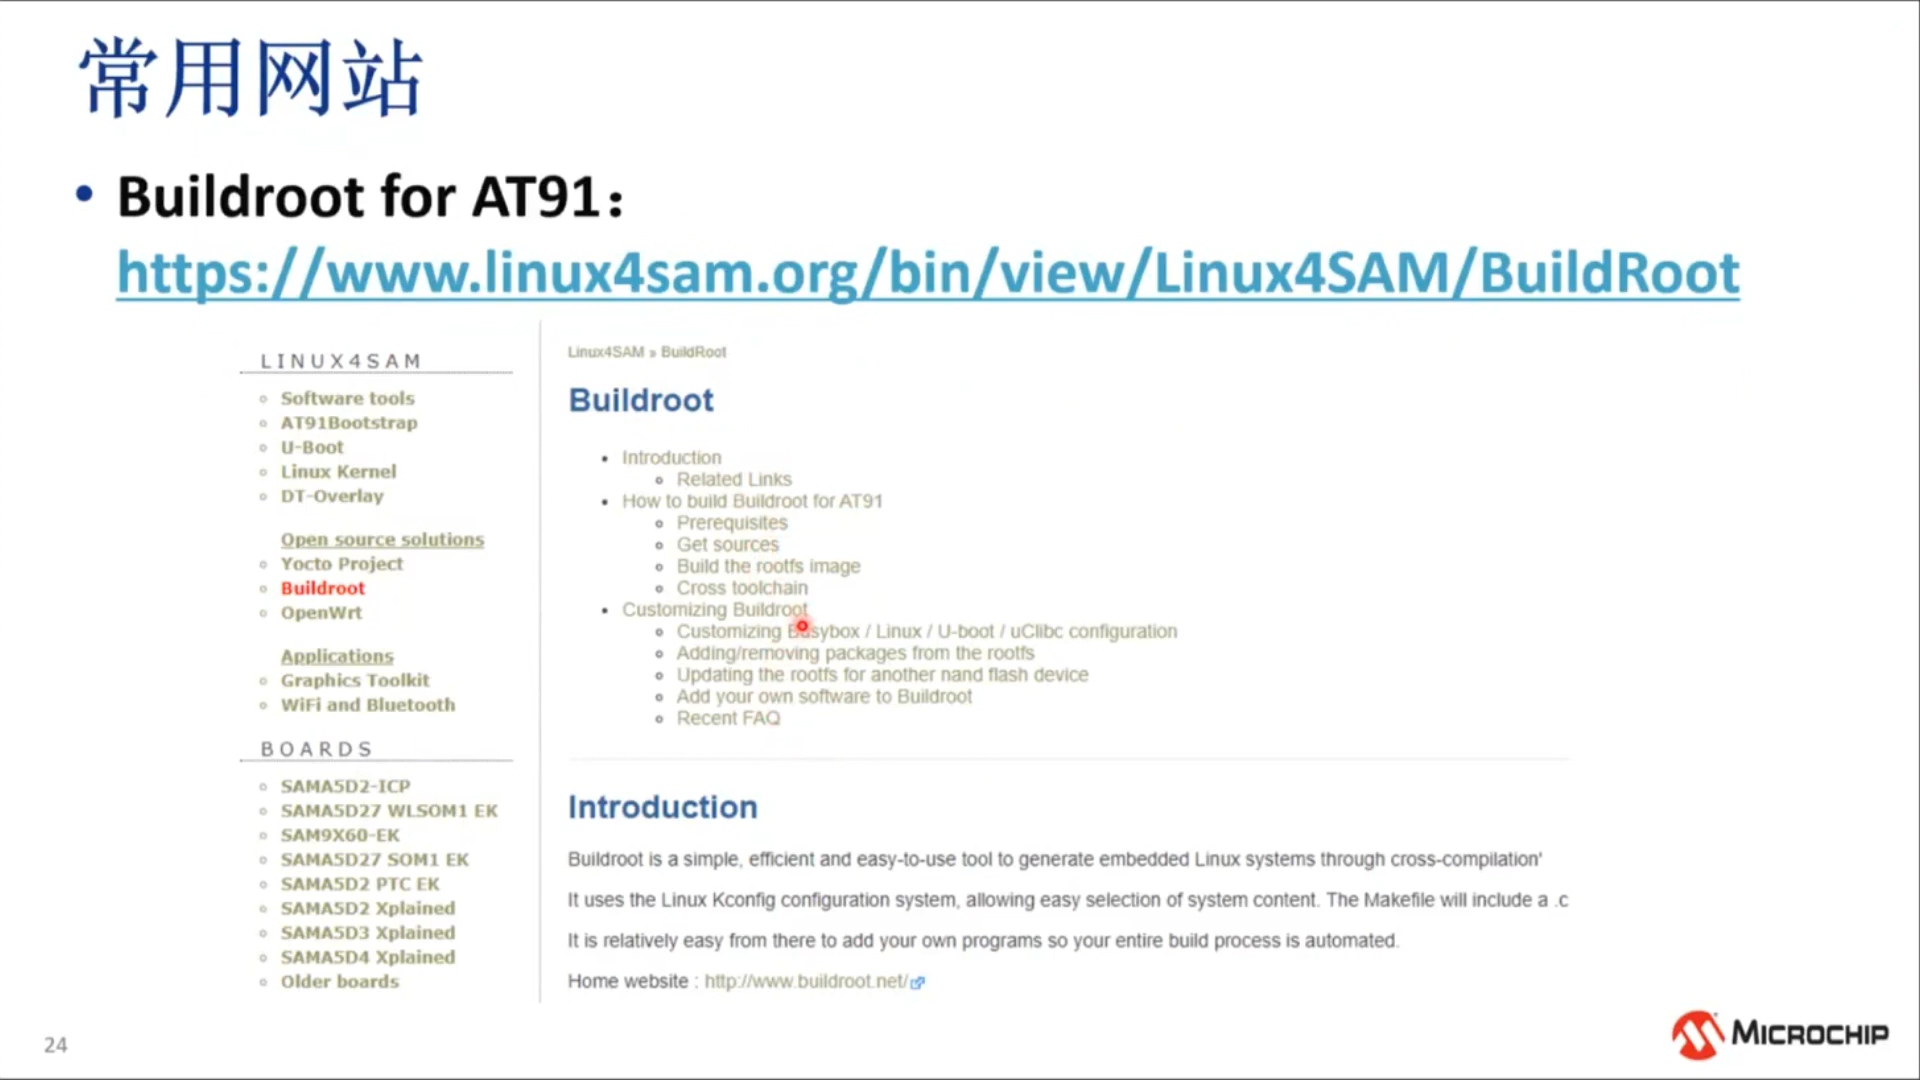 常用网站
• Buildroot for AT91：
https://www.linux4sam.org/bin/view/Linux4SAM/BuildRoot
LINUX4SAM
Software tools
AT91Bootstrap
U-Boot
Linux Kernel
DT-Overlay
Open source solutions
Yocto Project
Buildroot
OpenWrt
Applications
Graphics Toolkit
WiFi and Bluetooth
BOARDS
SAMA5D2-ICP
SAMA5D27 WLSOM1 EK
SAM9X60-EK
SAMA5D27 SOM1 EK
SAMA5D2 PTC EK
SAMA5D2 Xplained
SAMA5D3 Xplained
SAMA5D4 Xplained
Older boards
Linux4SAM » BuildRoot
Buildroot
Introduction
Related Links
How to build Buildroot for AT91
Prerequisites
Get sources
Build the rootfs image
Cross toolchain
Customizing Buildroot
Customizing Busybox / Linux / U-boot / uClibc configuration
Adding/removing packages from the rootfs
Updating the rootfs for another nand flash device
Add your own software to Buildroot
Recent FAQ
Introduction
Buildroot is a simple, efficient and easy-to-use tool to generate embedded Linux systems through cross-compilation'
It uses the Linux Kconfig configuration system, allowing easy selection of system content. The Makefile will include a .c
It is relatively easy from there to add your own programs so your entire build process is automated.
Home website : http://www.buildroot.net/
24
MICROCHIP